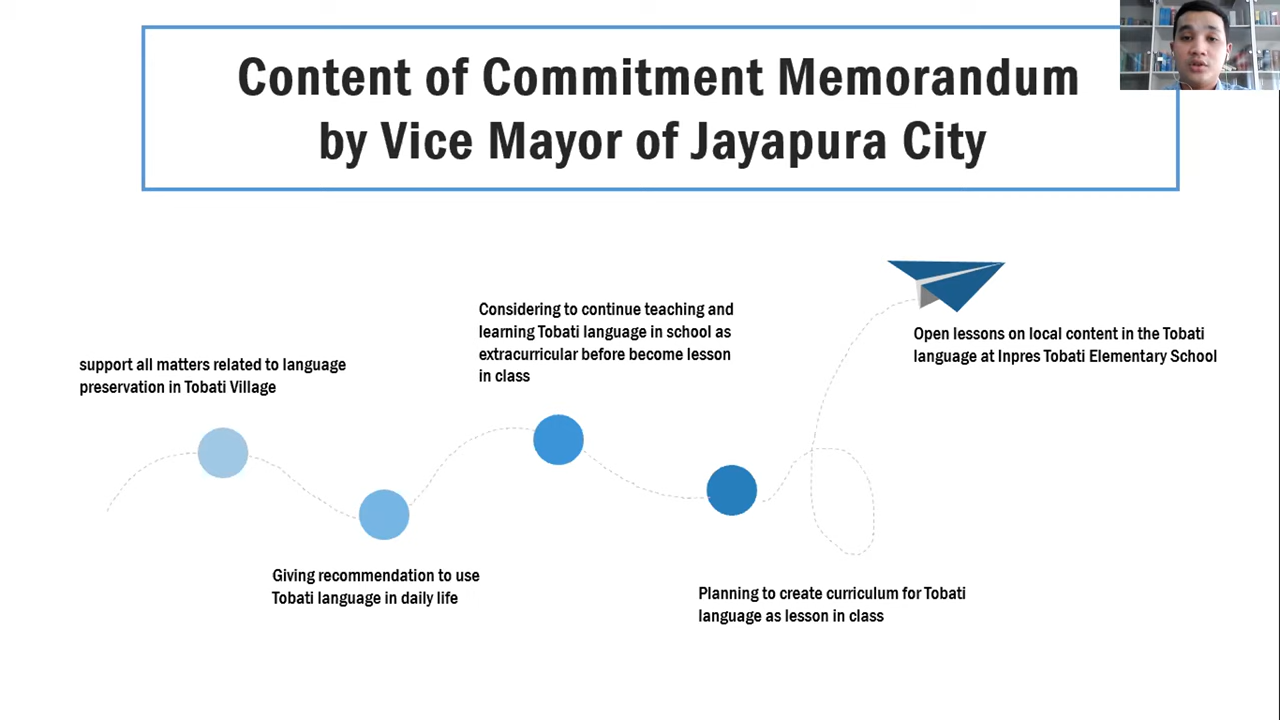 Content of Commitment Memorandum
by Vice Mayor of Jayapura City
support all matters related to language
preservation in Tobati Village
Giving recommendation to use
Tobati language in daily life
Considering to continue teaching and
learning Tobati language in school as
extracurricular before become lesson
in class
Planning to create curriculum for Tobati
language as lesson in class
Open lessons on local content in the Tobati
language at Inpres Tobati Elementary School